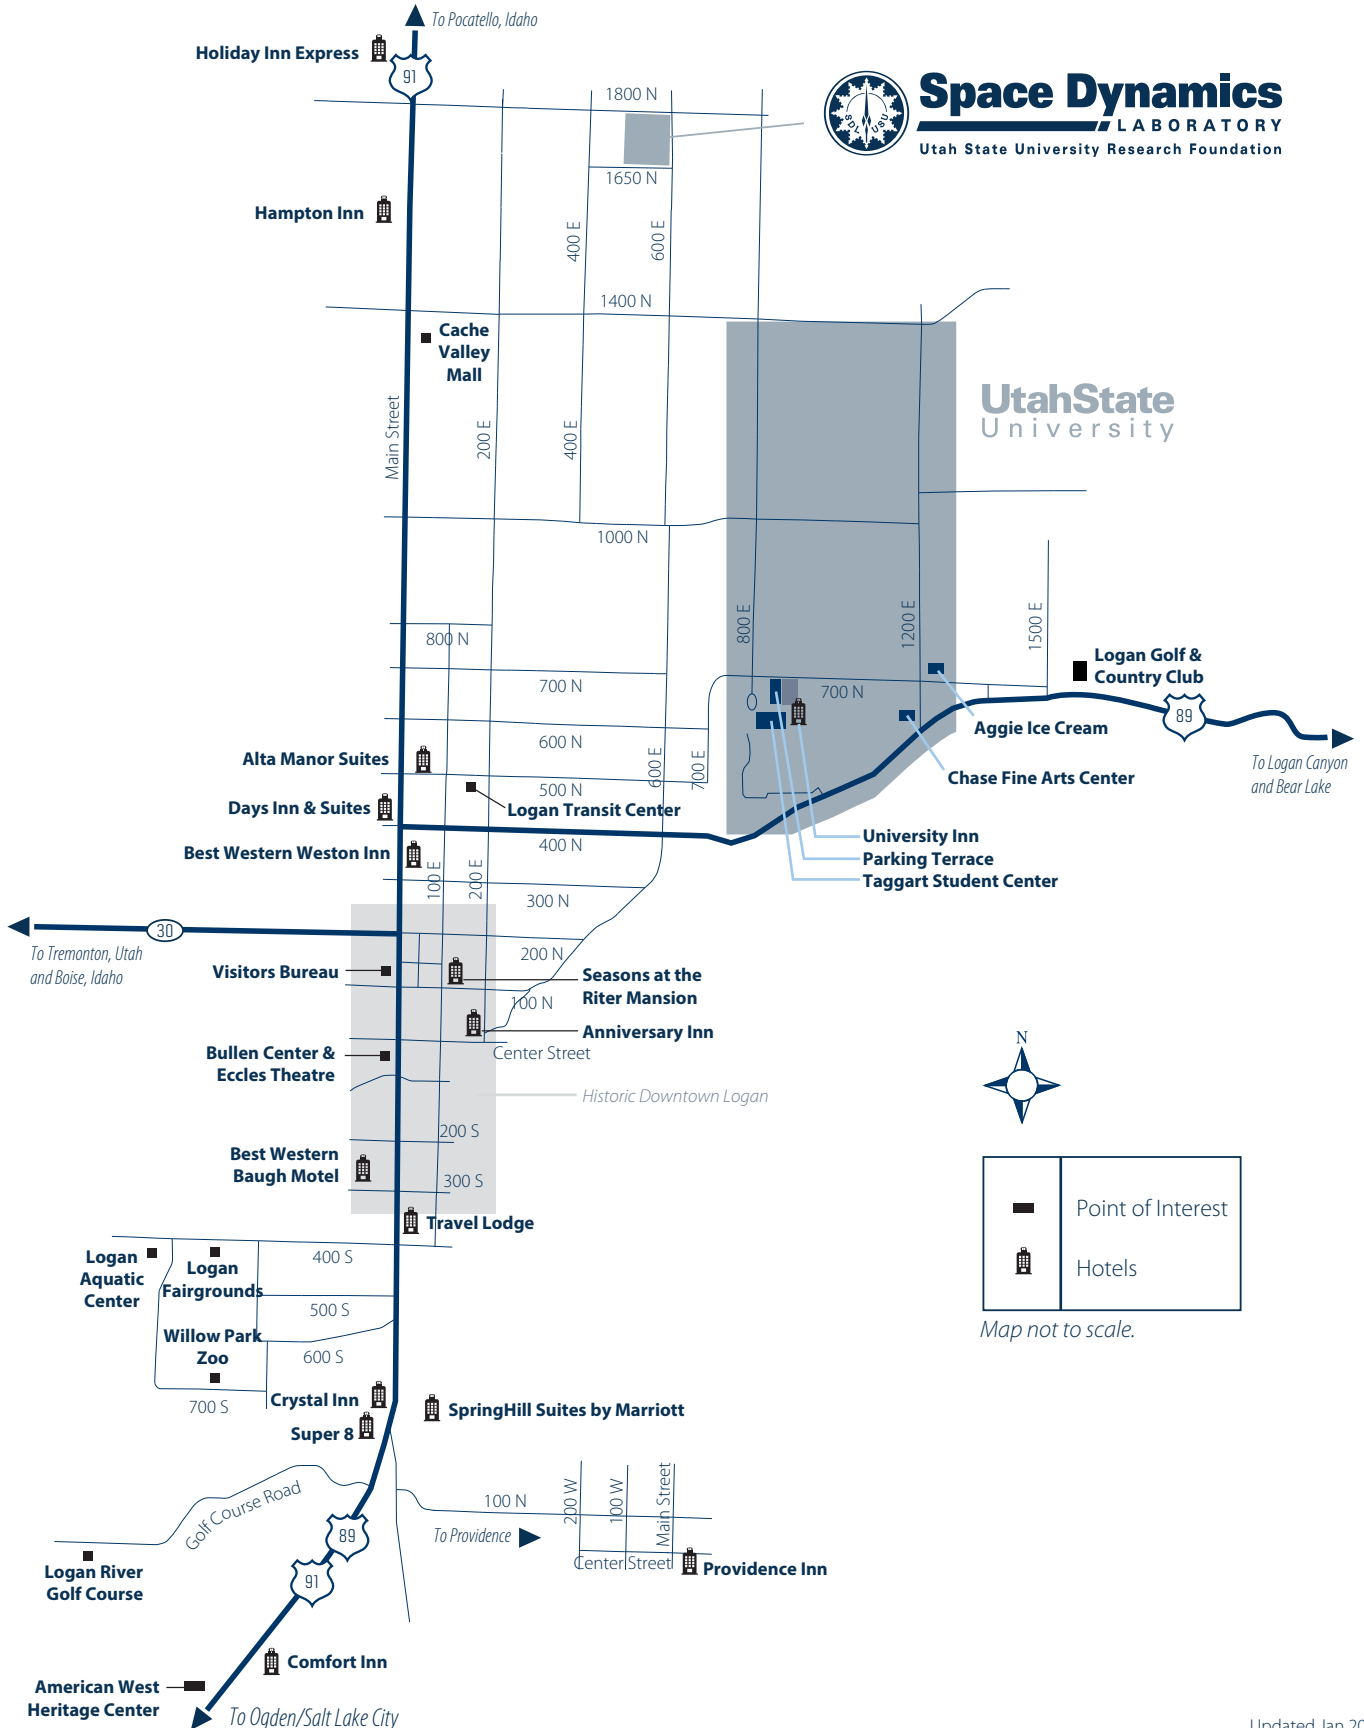 To Pocatello, Idaho
Holiday Inn Express
91
1800 N
Space Dynamics
LABORATORY
Utah State University Research Foundation
SDL USU
1650 N
Hampton Inn
400 E
600 E
1400 N
Cache
Valley
Mall
UtahState
University
Main Street
200 E
400 E
1000 N
800 E
1200 E
1500 E
800 N
Logan Golf &
Country Club
700 N
700 N
89
Aggie Ice Cream
600 N
Alta Manor Suites
600 E
700 E
To Logan Canyon
and Bear Lake
Chase Fine Arts Center
500 N
Days Inn & Suites
Logan Transit Center
University Inn
400 N
Best Western Weston Inn
Parking Terrace
100 E
200 E
Taggart Student Center
300 N
30
To Tremonton, Utah
and Boise, Idaho
200 N
Visitors Bureau
Seasons at the
Riter Mansion
100 N
Anniversary Inn
Bullen Center &
Eccles Theatre
Center Street
N
Historic Downtown Logan
200 S
Best Western
Baugh Motel
300 S
Point of Interest
Travel Lodge
Hotels
Logan
Aquatic
Center
Logan
Fairgrounds
400 S
500 S
Map not to scale.
Willow Park
Zoo
600 S
700 S
Crystal Inn
SpringHill Suites by Marriott
Super 8
Golf Course Road
100 N
200 W
100 W
Main Street
89
To Providence
Center Street
Providence Inn
Logan River
Golf Course
91
Comfort Inn
American West
Heritage Center
To Ogden/Salt Lake City
Updated Jan 20